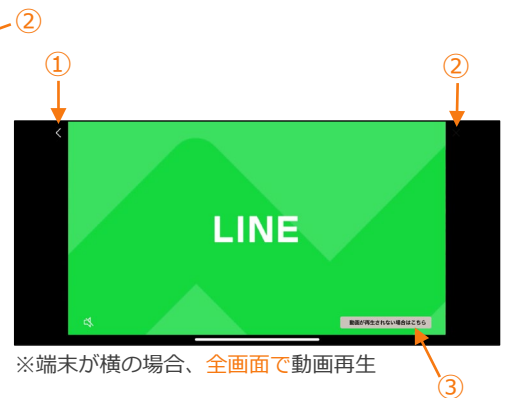 ②
① ②
<
LINE
動画が再生されない場合はこちら
※端末が横の場合、全画面で動画再生
③